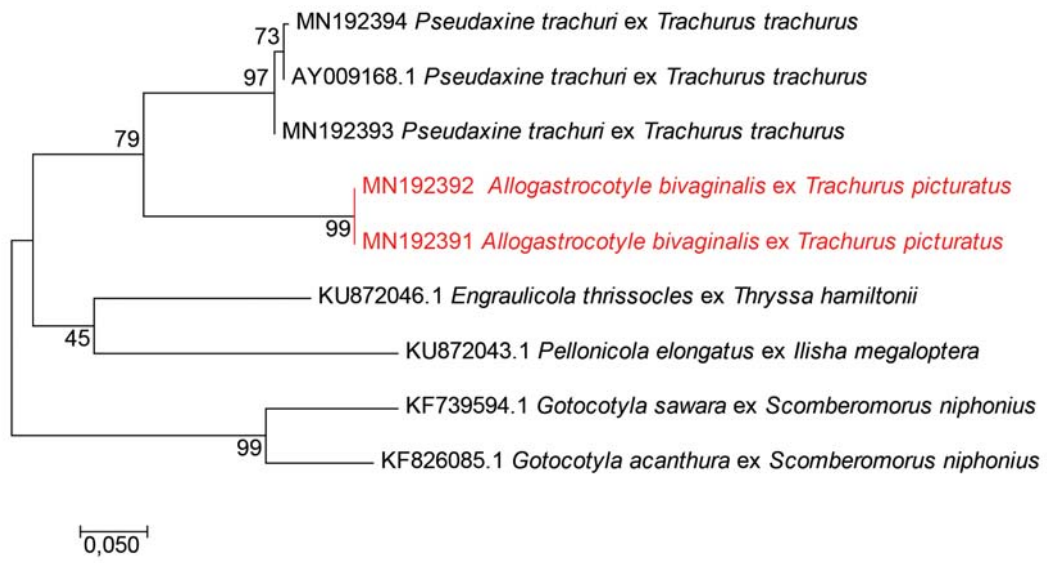 73
MN192394 Pseudaxine trachuri ex Trachurus trachurus
97
AY009168.1 Pseudaxine trachuri ex Trachurus trachurus
79
MN192393 Pseudaxine trachuri ex Trachurus trachurus
MN192392 Allogastrocotyle bivaginalis ex Trachurus picturatus
99
MN192391 Allogastrocotyle bivaginalis ex Trachurus picturatus
KU872046.1 Engraulicola thrissocles ex Thryssa hamiltonii
45
KU872043.1 Pellonicola elongatus ex Ilisha megaloptera
KF739594.1 Gotocotyla sawara ex Scomberomorus niphonius
99
KF826085.1 Gotocotyla acanthura ex Scomberomorus niphonius
0,050